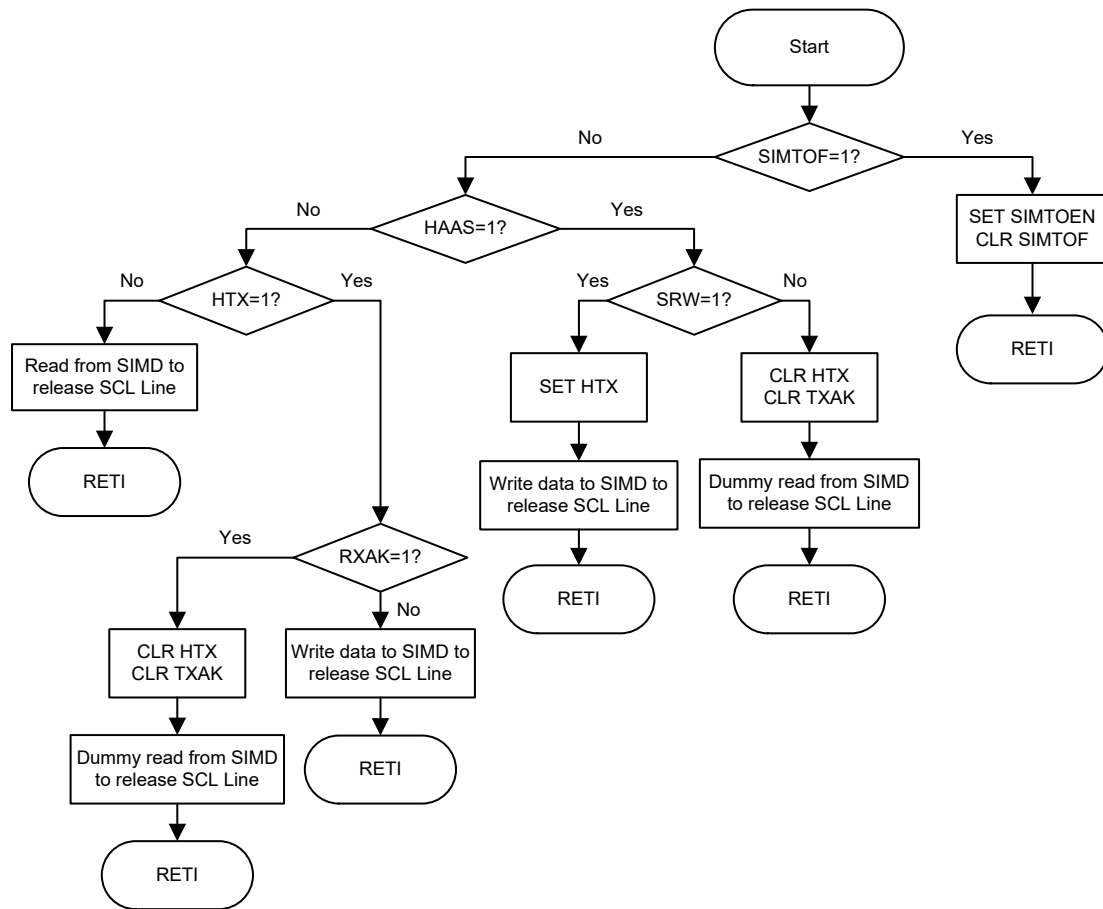 Start
No
Yes
SIMTOF=1?
No
Yes
HAAS=1?
SET SIMTOEN
CLR SIMTOF
No
Yes
Yes
No
HTX=1?
SRW=1?
RETI
Read from SIMD to
release SCL Line
SET HTX
CLR HTX
CLR TXAK
RETI
Write data to SIMD to
release SCL Line
Dummy read from SIMD
to release SCL Line
Yes
RXAK=1?
No
RETI
RETI
CLR HTX
CLR TXAK
Write data to SIMD to
release SCL Line
Dummy read from SIMD
to release SCL Line
RETI
RETI